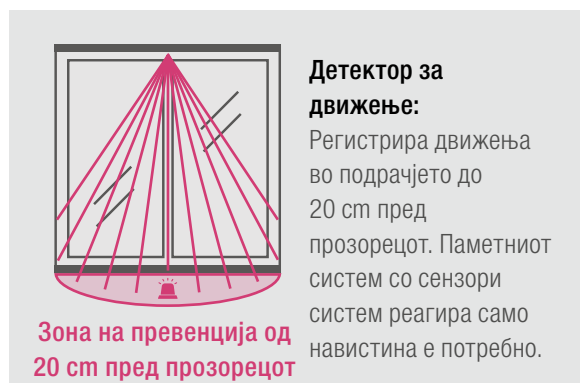 Детектор за
движење:
Регистрира движења
во подрачјето до
20 cm пред
прозорецот. Паметниот
систем со сензори
систем реагира само
навистина е потребно.
Зона на превенција од
20 cm пред прозорецот